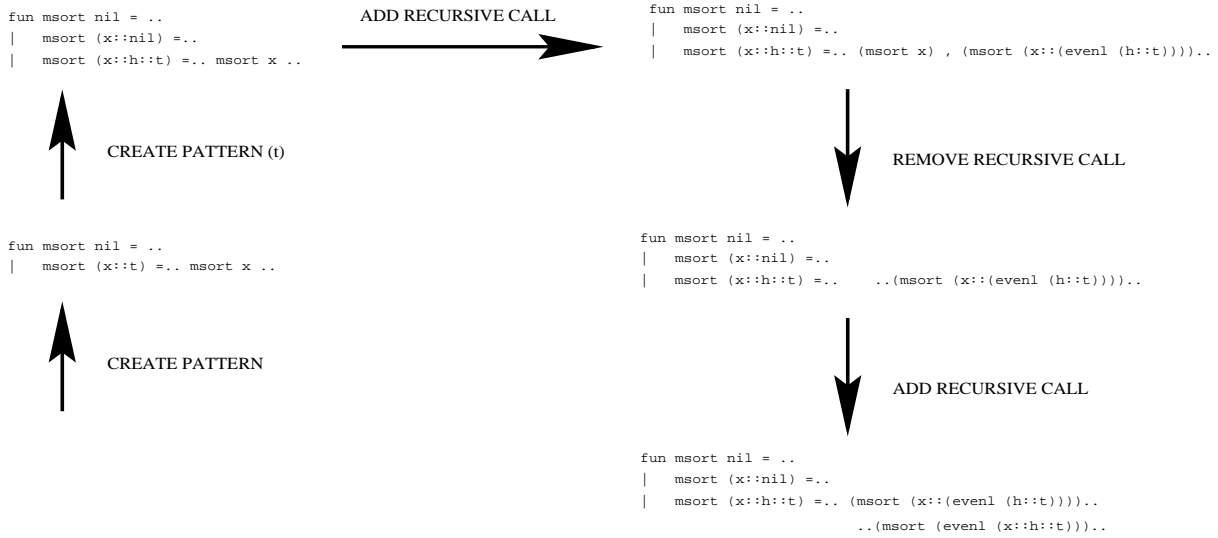 fun msort nil = ..
|   msort (x::nil) =..
|   msort (x::h::t) =.. msort x ..
ADD RECURSIVE CALL
fun msort nil = ..
|   msort (x::nil) =..
|   msort (x::h::t) =.. (msort x) , (msort (x::(evenl (h::t))))..
CREATE PATTERN (t)
REMOVE RECURSIVE CALL
fun msort nil = ..
|   msort (x::t) =.. msort x ..
fun msort nil = ..
|   msort (x::nil) =..
|   msort (x::h::t) =..    ..(msort (x::(evenl (h::t))))..
CREATE PATTERN
ADD RECURSIVE CALL
fun msort nil = ..
|   msort (x::nil) =..
|   msort (x::h::t) =.. (msort (x::(evenl (h::t))))..
..(msort (evenl (x::h::t)))..